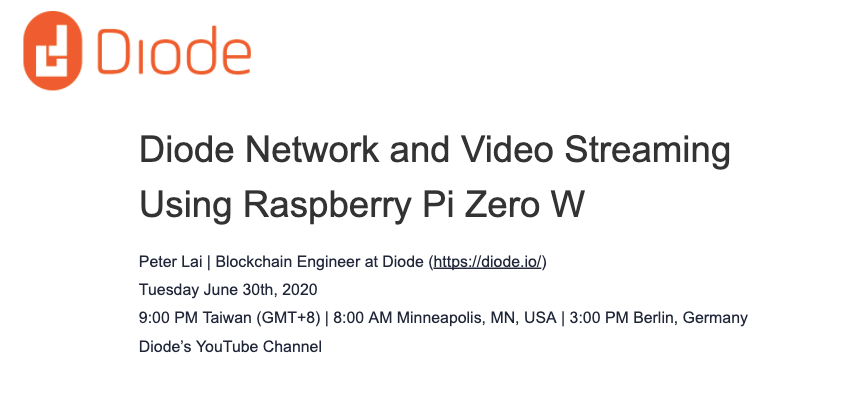 Diode
Diode Network and Video Streaming
Using Raspberry Pi Zero W
Peter Lai | Blockchain Engineer at Diode (https://diode.io/)
Tuesday June 30th, 2020
9:00 PM Taiwan (GMT+8) | 8:00 AM Minneapolis, MN, USA | 3:00 PM Berlin, Germany
Diode’s YouTube Channel